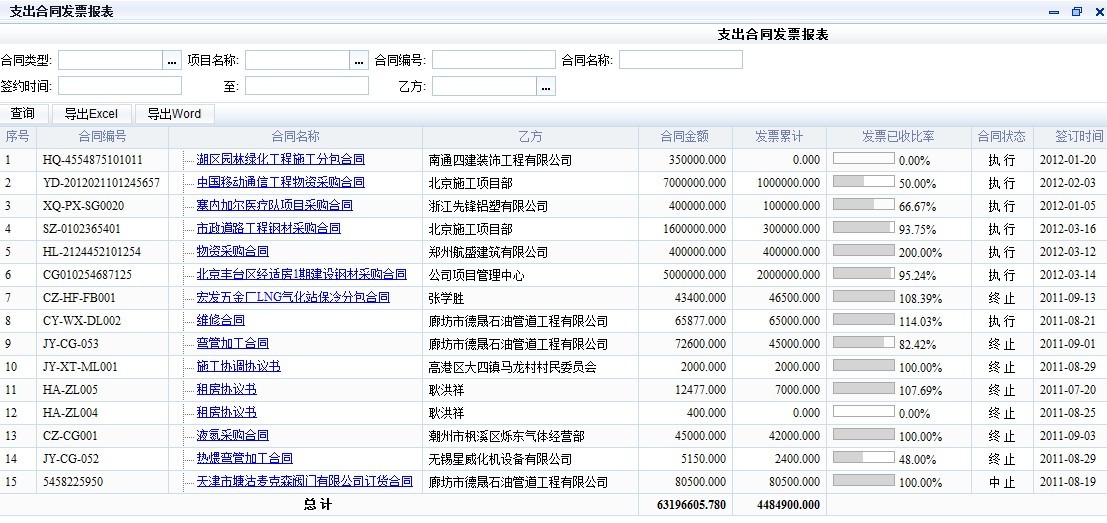 支出合同发票报表
支出合同发票报表
合同类型: ... 项目名称: ... 合同编号: 合同名称:
签约时间: 至: 乙方: ...
查询 导出Excel 导出Word
序号 合同编号 合同名称 乙方 合同金额 发票累计 发票已收比率 合同状态 签订时间
1 HQ-4554875101011 湖区园林绿化工程施工分包合同 南通四建装饰工程有限公司 350000.000 0.000 0.00% 执行 2012-01-20
2 YD-2012021101245657 中国移动通信工程物资采购合同 北京施工项目部 7000000.000 1000000.000 50.00% 执行 2012-02-03
3 XQ-PX-SG0020 塞内加尔医疗队项目采购合同 浙江先锋铝塑有限公司 400000.000 100000.000 66.67% 执行 2012-01-05
4 SZ-0102365401 市政道路工程钢材采购合同 北京施工项目部 1600000.000 300000.000 93.75% 执行 2012-03-16
5 HL-2124452101254 物资采购合同 郑州航盛建筑有限公司 400000.000 400000.000 200.00% 执行 2012-03-12
6 CG010254687125 北京丰台区经适房1期建设钢材采购合同 公司项目管理中心 5000000.000 2000000.000 95.24% 执行 2012-03-14
7 CZ-HF-FB001 宏发五金厂LNG气化站保冷分包合同 张学胜 43400.000 46500.000 108.39% 终止 2011-09-13
8 CY-WX-DL002 维修合同 廊坊市德晟石油管道工程有限公司 65877.000 65000.000 114.03% 执行 2011-08-21
9 JY-CG-053 弯管加工合同 廊坊市德晟石油管道工程有限公司 72600.000 45000.000 82.42% 终止 2011-09-01
10 JY-XT-ML001 施工协调协议书 高港区大四镇马龙村村民委员会 2000.000 2000.000 100.00% 终止 2011-08-29
11 HA-ZL005 租房协议书 耿洪祥 12477.000 7000.000 107.69% 终止 2011-07-20
12 HA-ZL004 租房协议书 耿洪祥 400.000 0.000 0.00% 终止 2011-08-25
13 CZ-CG001 液氮采购合同 潮州市枫溪区烁东气体经营部 45000.000 42000.000 100.00% 终止 2011-09-03
14 JY-CG-052 热煨弯管加工合同 无锡星威化机设备有限公司 5150.000 2400.000 48.00% 终止 2011-08-29
15 5458225950 天津市塘沽麦克森阀门有限公司订货合同 廊坊市德晟石油管道工程有限公司 80500.000 80500.000 100.00% 中止 2011-08-19
总计 63196605.780 4484900.000